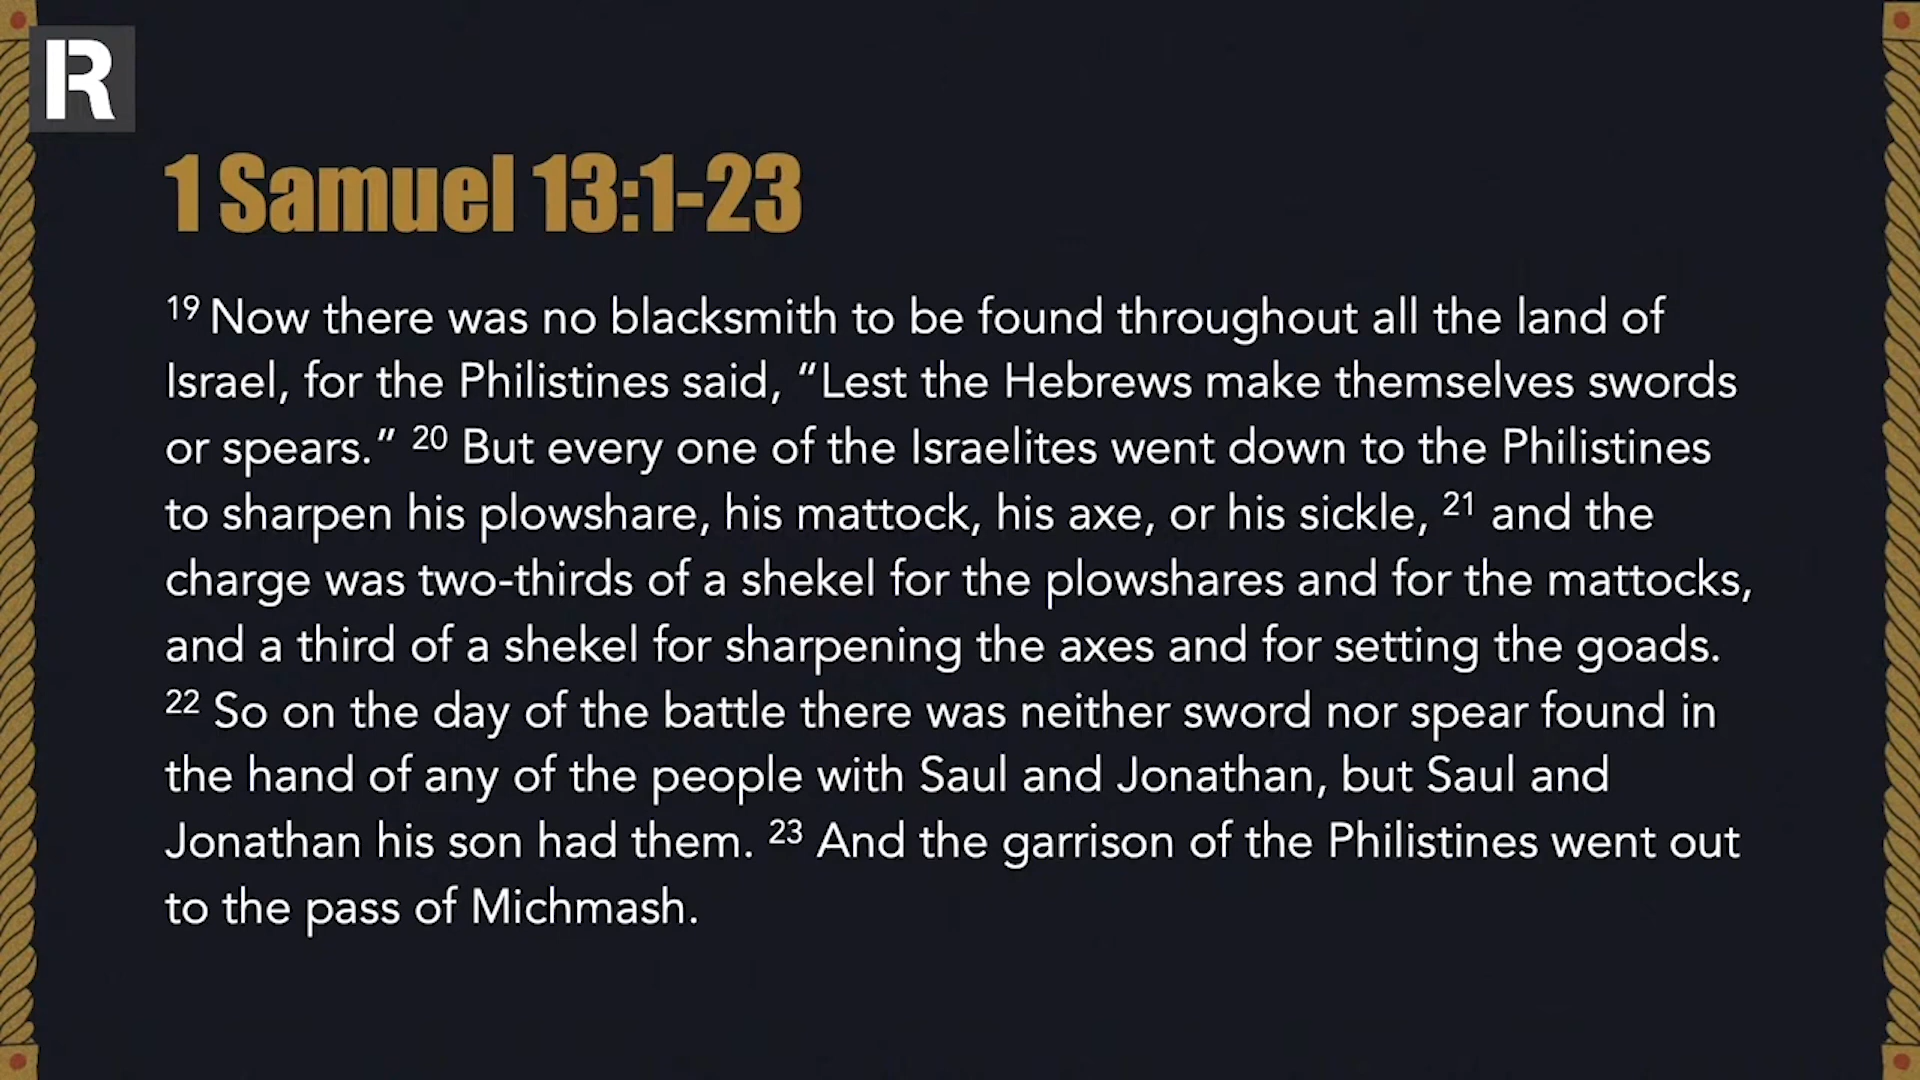 R
1 Samuel 13:1-23
19 Now there was no blacksmith to be found throughout all the land of
Israel, for the Philistines said, “Lest the Hebrews make themselves swords
or spears.” 20 But every one of the Israelites went down to the Philistines
to sharpen his plowshare, his mattock, his axe, or his sickle, 21 and the
charge was two-thirds of a shekel for the plowshares and for the mattocks,
and a third of a shekel for sharpening the axes and for setting the goads.
22 So on the day of the battle there was neither sword nor spear found in
the hand of any of the people with Saul and Jonathan, but Saul and
Jonathan his son had them. 23 And the garrison of the Philistines went out
to the pass of Michmash.